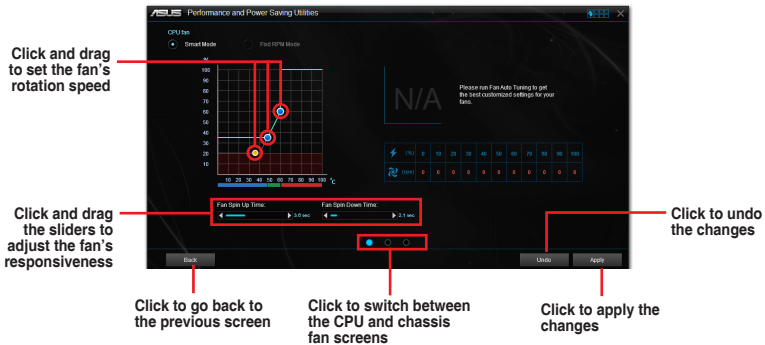 ASUS Performance and Power Saving Utilities
CPU fan
Smart Mode
Fixd RPM Mode
Click and drag
to set the fan's
rotation speed
%
100
90
80
70
60
50
40
30
20
10
10 20 30 40 50 60 70 80 90 100 °C
N/A
Please run Fan Auto Tuning to get
the best customized settings for your
fans.
(%) 0 10 20 30 40 50 60 70 80 90 100
(rpm) 0 0 0 0 0 0 0 0 0 0 0
Click and drag
the sliders to
adjust the fan's
responsiveness
Fan Spin Up Time:
3.6 sec
Fan Spin Down Time:
2.1 sec
Click to undo
the changes
Back
Undo
Apply
Click to go back to
the previous screen
Click to switch between
the CPU and chassis
fan screens
Click to apply the
changes